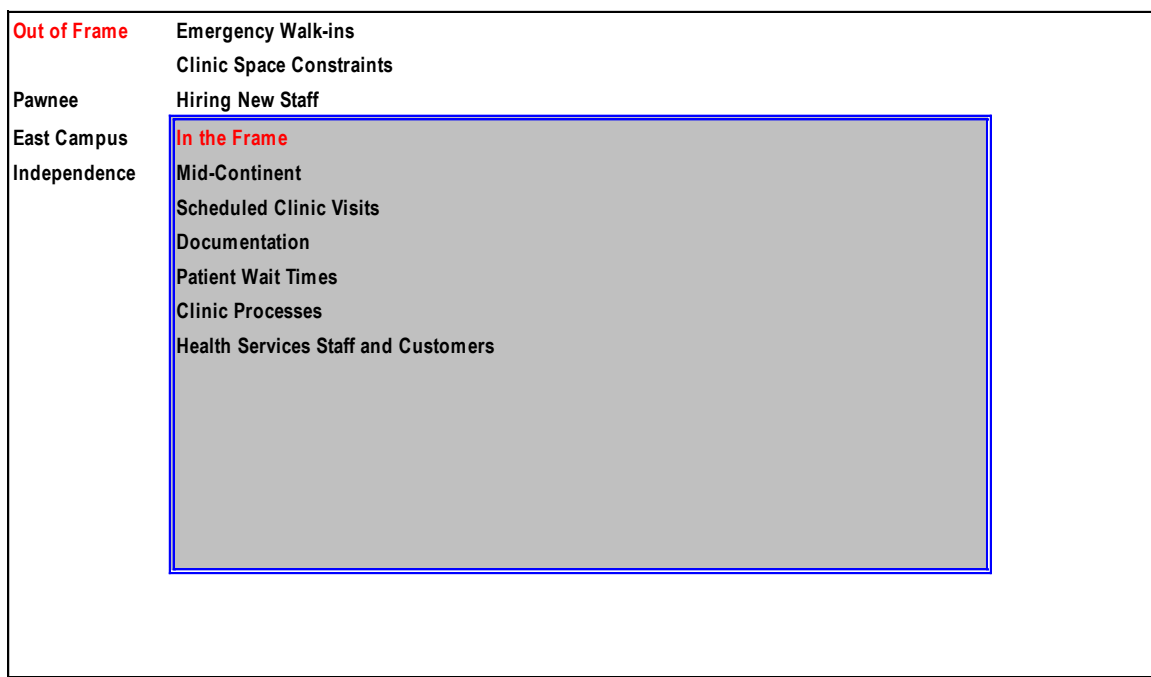 Out of Frame Emergency Walk-ins
Clinic Space Constraints
Pawnee Hiring New Staff
East Campus In the Frame
Independence Mid-Continent
Scheduled Clinic Visits
Documentation
Patient Wait Times
Clinic Processes
Health Services Staff and Customers